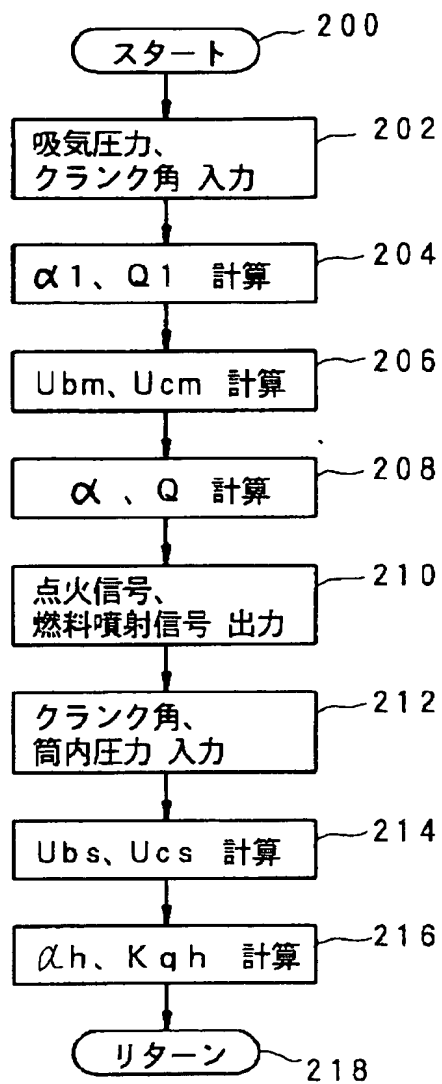 200
スタート
202
吸気圧力、
クランク角 入力
204
α1、Q1 計算
206
Ubm、Ucm 計算
208
α 、Q 計算
210
点火信号、
燃料噴射信号 出力
212
クランク角、
筒内圧力 入力
214
Ubs、Ucs 計算
216
αh、Kqh 計算
リターン
218